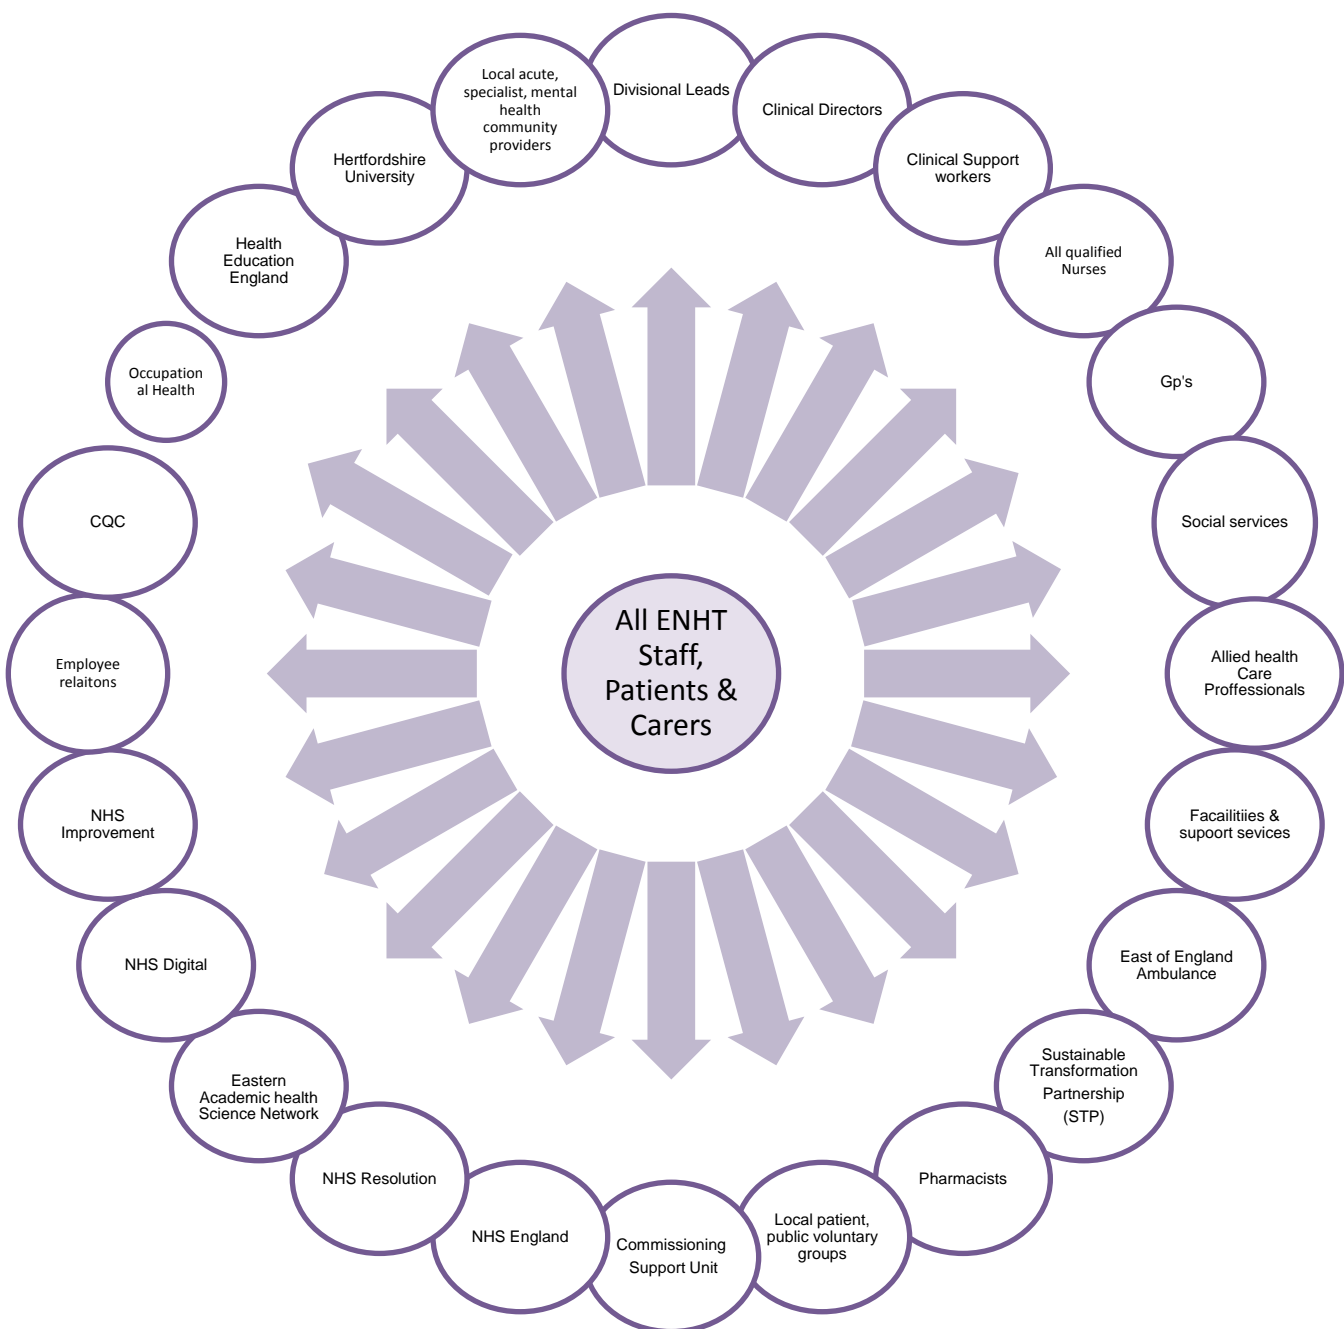 Divisional Leads
Clinical Directors
Clinical Support
workers
All qualified
Nurses
Gp's
Social services
Allied health
Care
Proffessionals
Facailitiies &
supoort sevices
East of England
Ambulance
Sustainable
Transformation
Partnership
(STP)
Pharmacists
Local patient,
public voluntary
groups
Commissioning
Support Unit
NHS England
NHS Resolution
Eastern
Academic health
Science Network
NHS Digital
NHS
Improvement
Employee
relaitons
CQC
Occupation
al Health
Health
Education
England
Hertfordshire
University
Local acute,
specialist, mental
health
community
providers
All ENHT
Staff,
Patients &
Carers